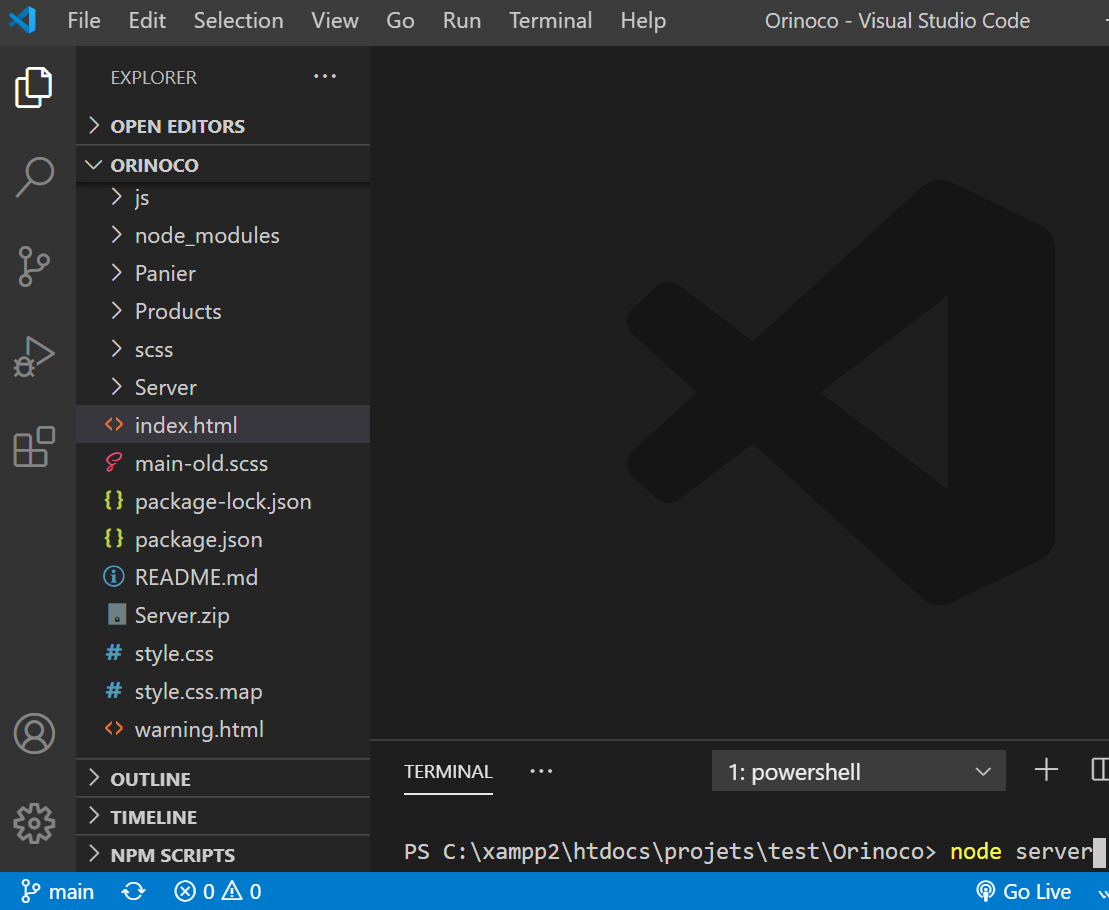 File Edit Selection View Go Run Terminal Help Orinoco - Visual Studio Code
EXPLORER
OPEN EDITORS
ORINOCO
js
node_modules
Panier
Products
scss
Server
index.html
main-old.scss
package-lock.json
package.json
README.md
Server.zip
style.css
style.css.map
warning.html
OUTLINE
TIMELINE
NPM SCRIPTS
TERMINAL 1: powershell
PS C:\xampp2\htdocs\projets\test\Orinoco> node server
main 0 0 Go Live